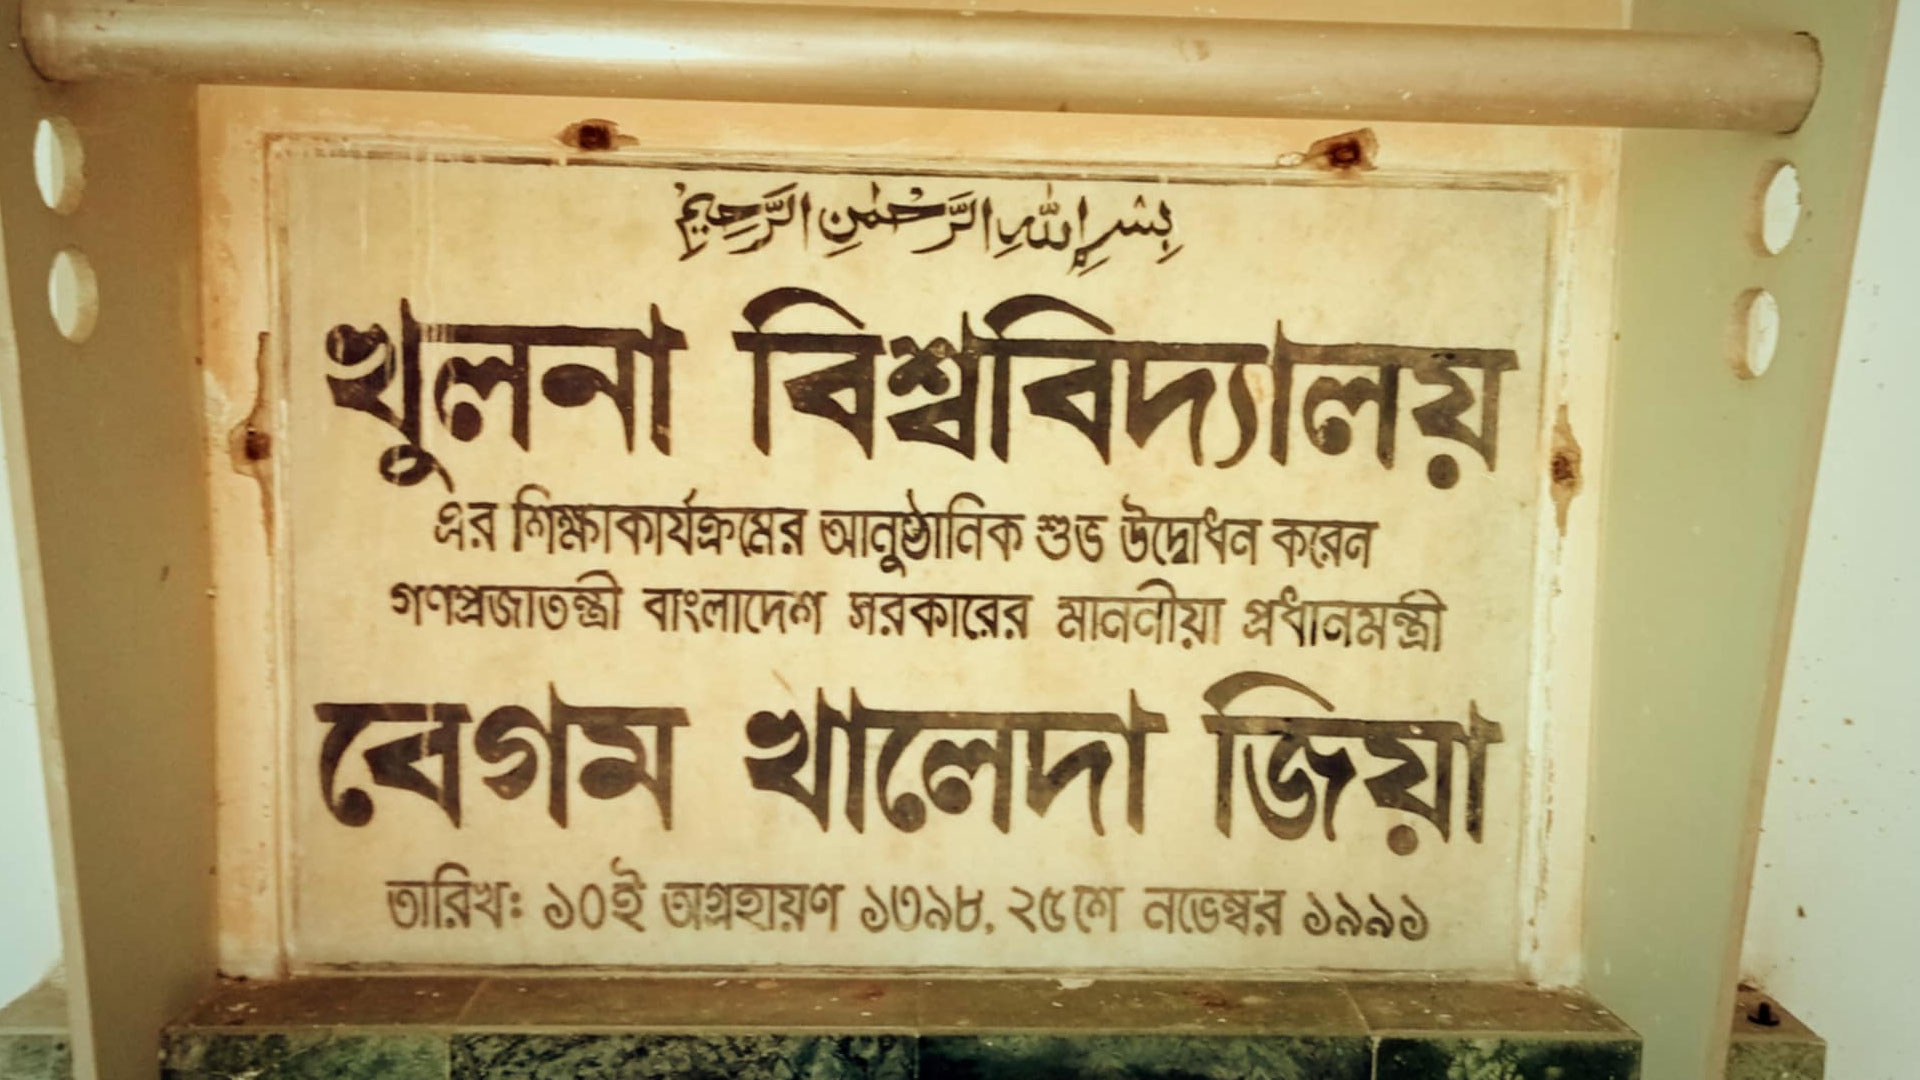 بِسْمِ اللهِ الرَّحْمٰنِ الرَّحِيْمِ
খুলনা বিশ্ববিদ্যালয়
এর শিক্ষাকার্যক্রমের আনুষ্ঠানিক শুভ উদ্বোধন করেন
গণপ্রজাতন্ত্রী বাংলাদেশ সরকারের মাননীয়া প্রধানমন্ত্রী
বেগম খালেদা জিয়া
তারিখঃ ১০ই অগ্রহায়ণ ১৩৯৮, ২৫শে নভেম্বর ১৯৯১